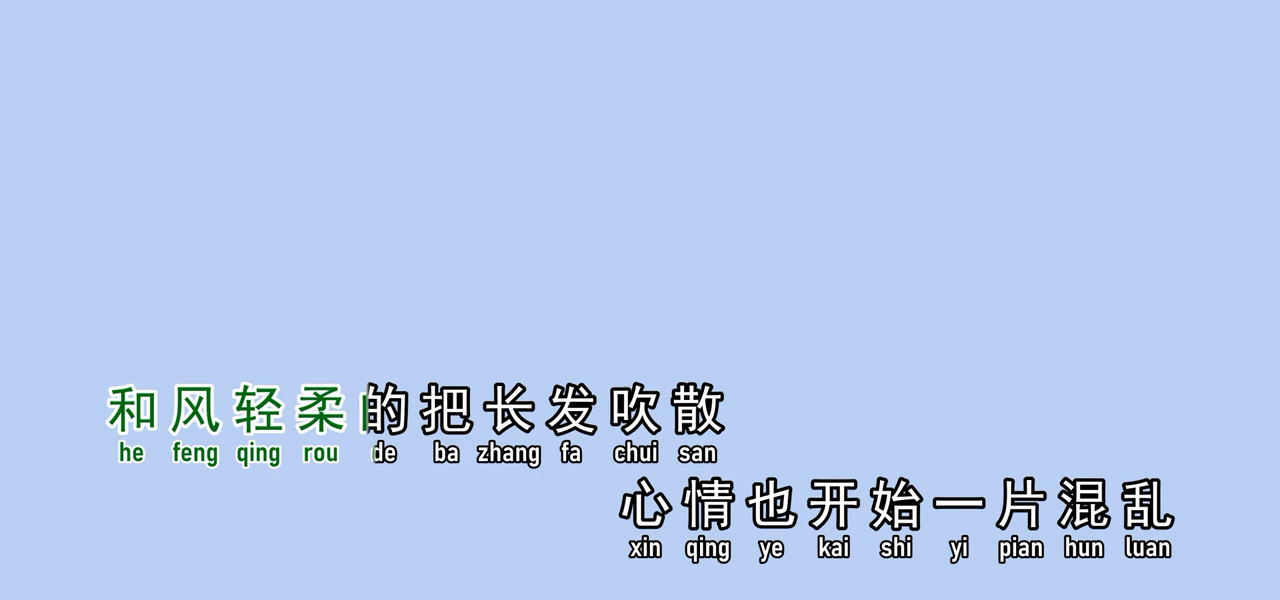 和风轻柔的把长发吹散
he feng qing rou de ba zhang fa chui san
心情也开始一片混乱
xin qing ye kai shi yi pian hun luan